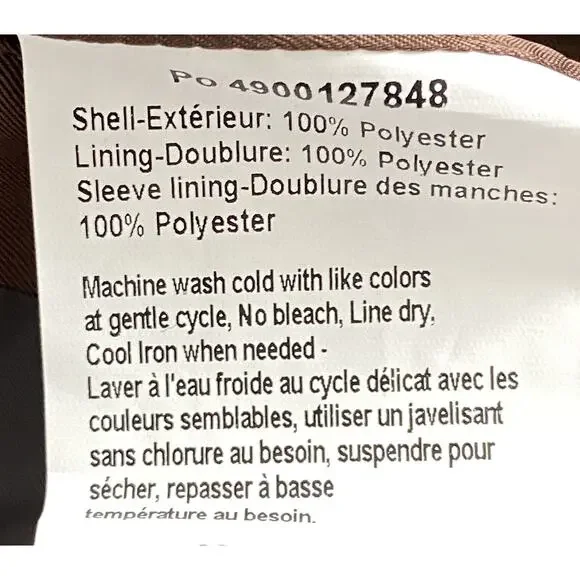 Po 4900127848
Shell-Extérieur: 100% Polyester
Lining-Doublure: 100% Polyester
Sleeve lining-Doublure des manches:
100% Polyester
Machine wash cold with like colors
at gentle cycle, No bleach, Line dry,
Cool Iron when needed -
Laver à l'eau froide au cycle délicat avec les
couleurs semblables, utiliser un javelisant
sans chlorure au besoin, suspendre pour
sécher, repasser à basse
température au besoin.